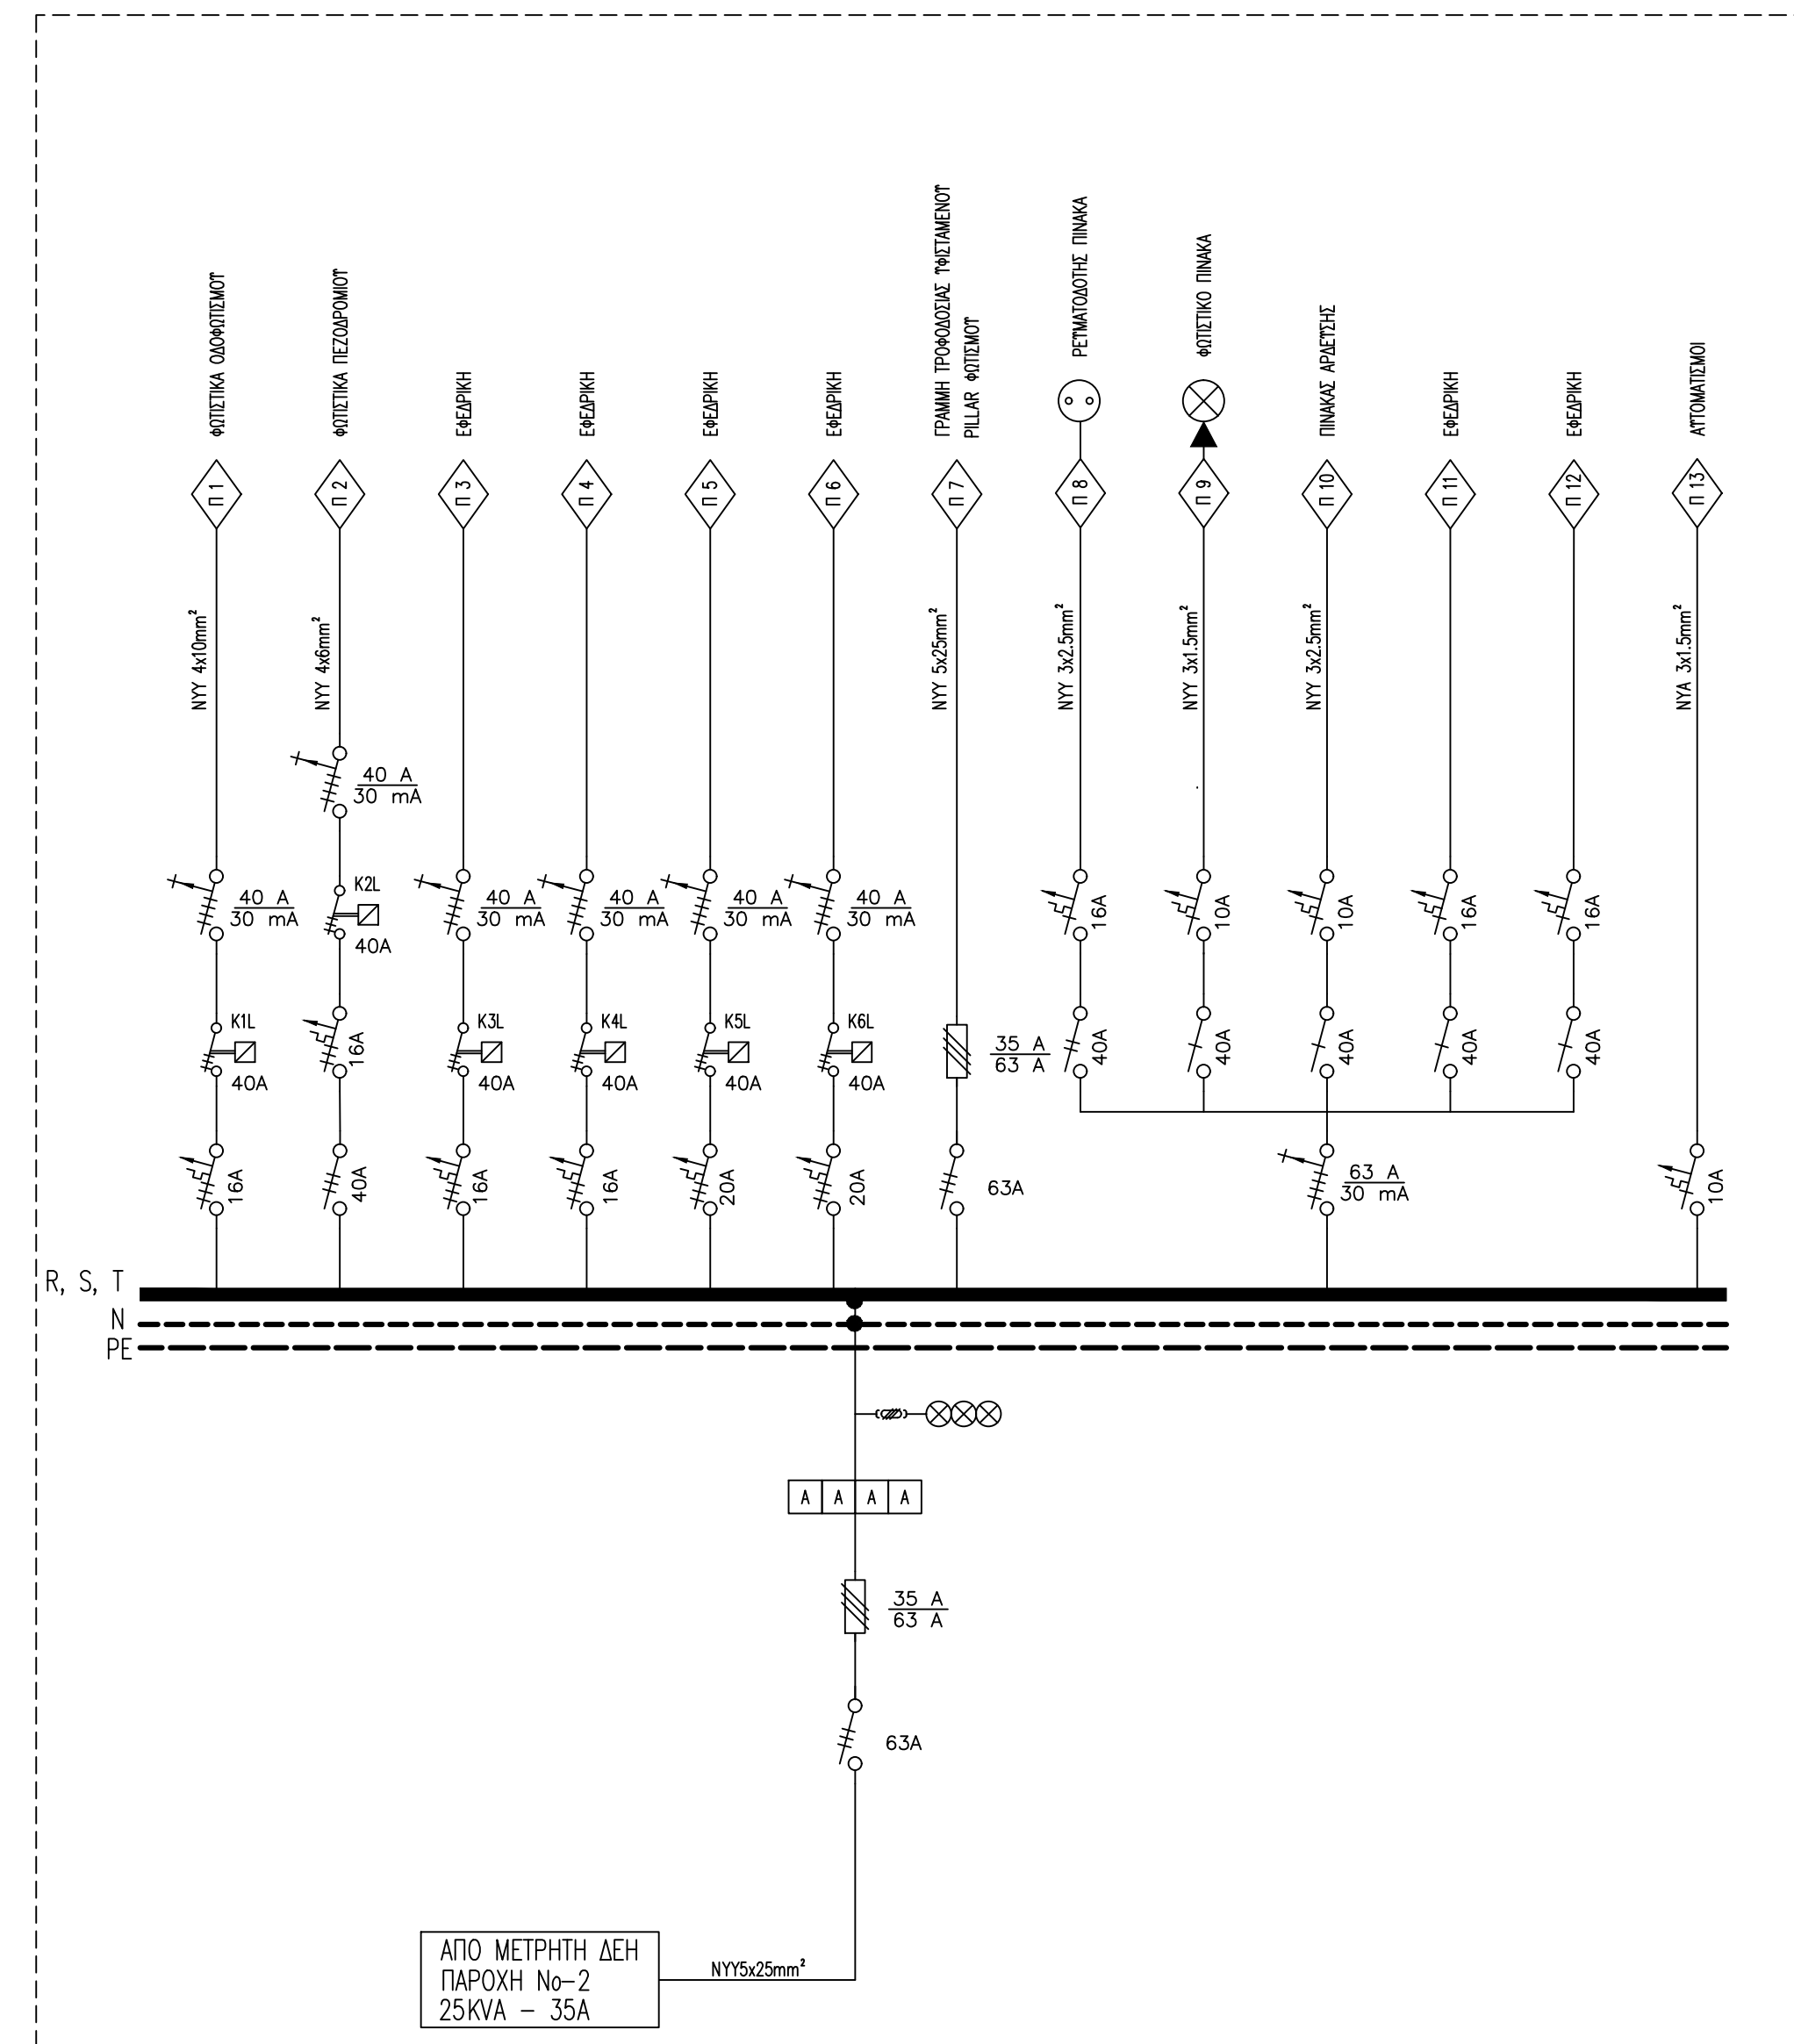 ΦΩΤΙΣΤΙΚΑ ΟΔΟΦΩΤΙΣΜΟΥ
ΦΩΤΙΣΤΙΚΑ ΠΕΖΟΔΡΟΜΙΟΥ
ΕΦΕΔΡΙΚΗ
ΕΦΕΔΡΙΚΗ
ΕΦΕΔΡΙΚΗ
ΕΦΕΔΡΙΚΗ
ΓΡΑΜΜΗ ΤΡΟΦΟΔΟΣΙΑΣ ΥΦΙΣΤΑΜΕΝΟΥ
PILLAR ΦΩΤΙΣΜΟΥ
ΡΕΥΜΑΤΟΔΟΤΗΣ ΠΙΝΑΚΑ
ΦΩΤΙΣΤΙΚΟ ΠΙΝΑΚΑ
ΠΙΝΑΚΑΣ ΑΡΔΕΥΣΗΣ
ΕΦΕΔΡΙΚΗ
ΕΦΕΔΡΙΚΗ
ΑΥΤΟΜΑΤΙΣΜΟΙ
Π 1
Π 2
Π 3
Π 4
Π 5
Π 6
Π 7
Π 8
Π 9
Π 10
Π 11
Π 12
Π 13
NYY 4x10mm²
NYY 4x6mm²
NYY 5x25mm²
NYY 3x2.5mm²
NYY 3x1.5mm²
NYY 3x2.5mm²
NYA 3x1.5mm²
40 A
30 mA
40 A
30 mA
K2L
40A
40 A
30 mA
40 A
30 mA
40 A
30 mA
40 A
30 mA
16A
10A
10A
16A
16A
K1L
40A
16A
K3L
40A
K4L
40A
K5L
40A
K6L
40A
35 A
63 A
40A
40A
40A
40A
40A
16A
40A
16A
16A
20A
20A
63A
63 A
30 mA
10A
R, S, T
N
PE
A A A A
35 A
63 A
63A
ΑΠΟ ΜΕΤΡΗΤΗ ΔΕΗ
ΠΑΡΟΧΗ No-2
25KVA - 35A
NYY5x25mm²